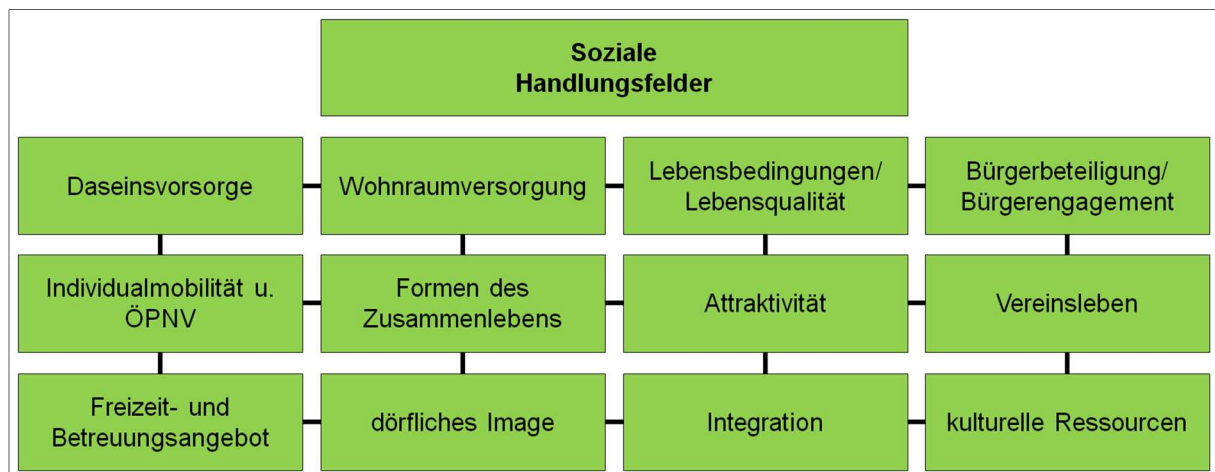 Soziale
Handlungsfelder
Daseinsvorsorge
Wohnraumversorgung
Lebensbedingungen/
Lebensqualität
Bürgerbeteiligung/
Bürgerengagement
Individualmobilität u.
ÖPNV
Formen des
Zusammenlebens
Attraktivität
Vereinsleben
Freizeit- und
Betreuungsangebot
dörfliches Image
Integration
kulturelle Ressourcen